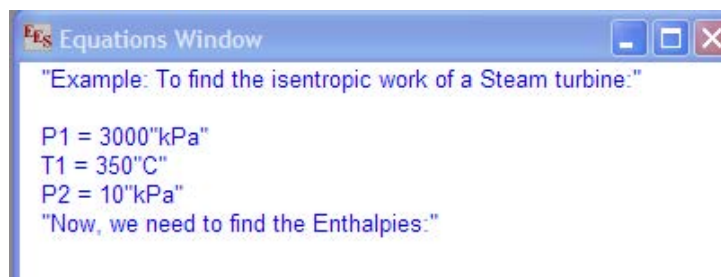 EES Equations Window
"Example: To find the isentropic work of a Steam turbine:"
P1 = 3000"kPa"
T1 = 350"C"
P2 = 10"kPa"
"Now, we need to find the Enthalpies:"